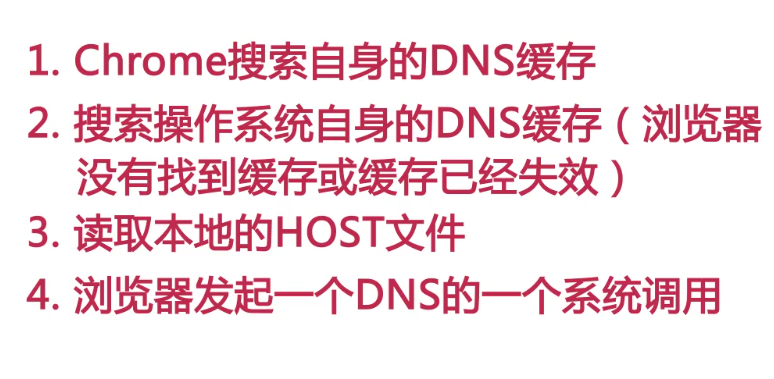 1. Chrome搜索自身的DNS缓存
2. 搜索操作系统自身的DNS缓存（浏览器
没有找到缓存或缓存已经失效）
3. 读取本地的HOST文件
4. 浏览器发起一个DNS的一个系统调用